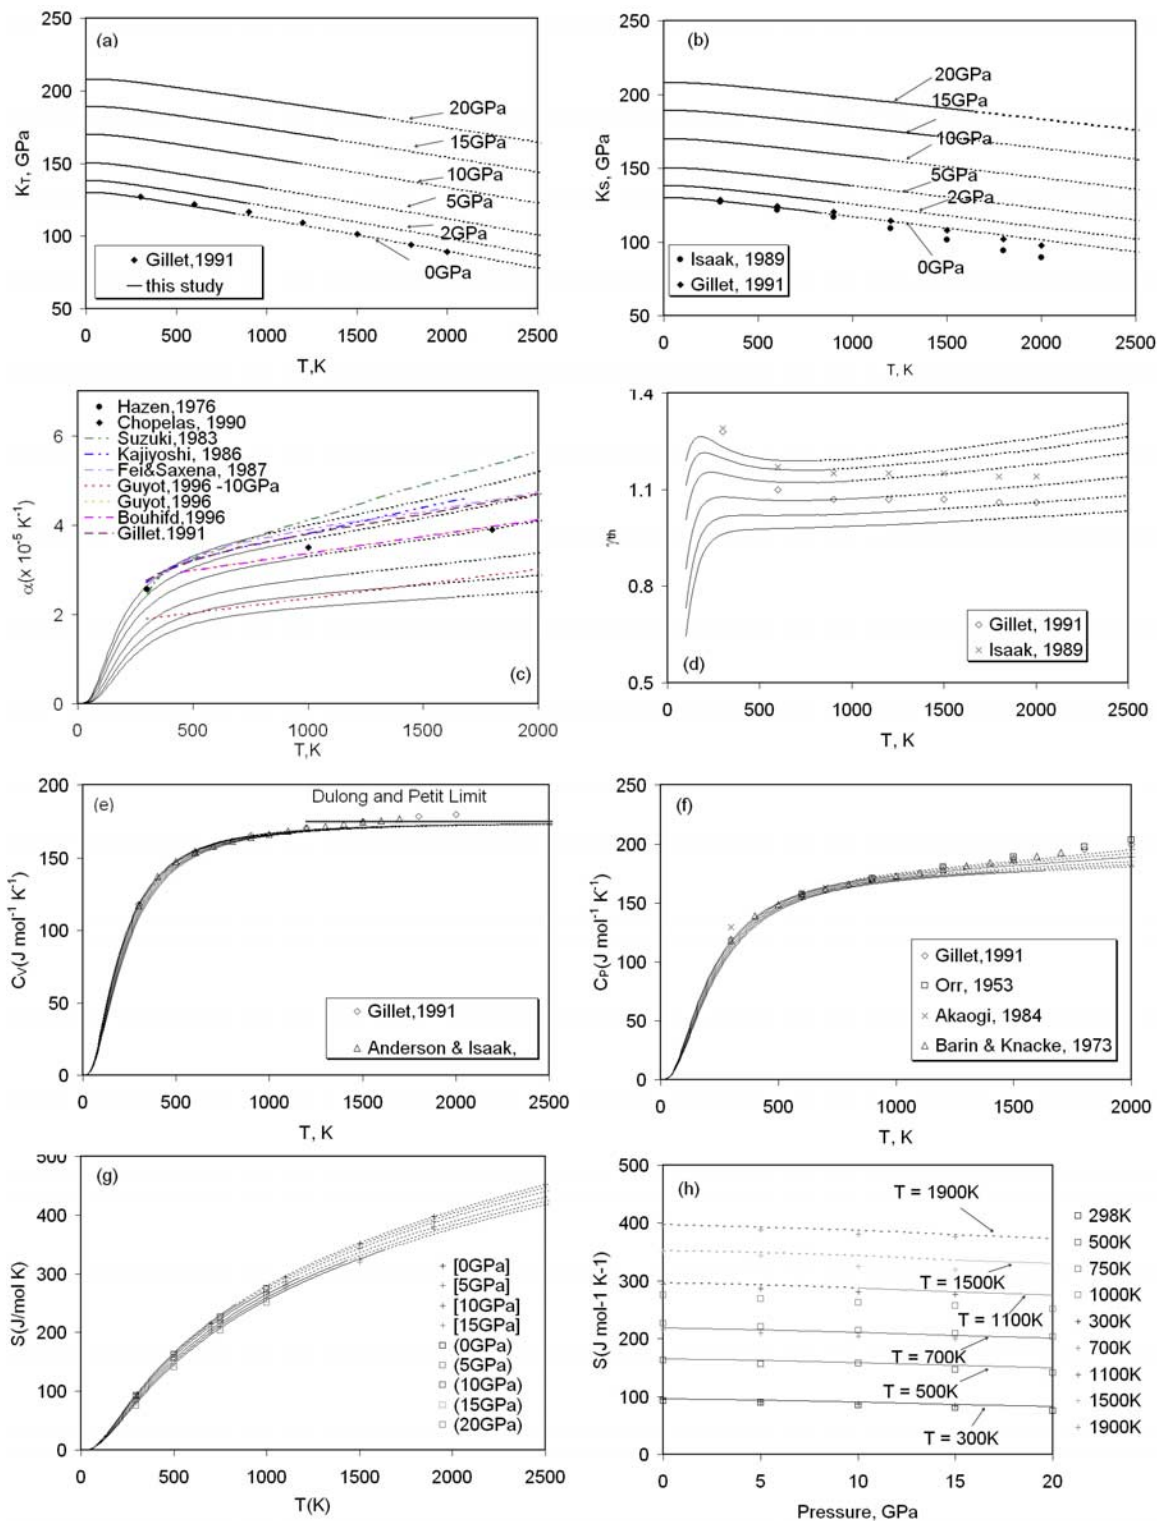 (a)
250
200
150
100
50
K_T, GPa
20GPa
15GPa
10GPa
5GPa
2GPa
0GPa
Gillet,1991
this study
0 500 1000 1500 2000 2500
T,K
(b)
250
200
150
100
50
Ks, GPa
20GPa
15GPa
10GPa
5GPa
2GPa
0GPa
Isaak, 1989
Gillet, 1991
0 500 1000 1500 2000 2500
T, K
Hazen,1976
Chopelas, 1990
Suzuki,1983
Kajiyoshi, 1986
Fei&Saxena, 1987
Guyot,1996 -10GPa
Guyot, 1996
Bouhifd,1996
Gillet.1991
6
4
2
0
α(x 10⁻⁵ K⁻¹)
(c)
0 500 1000 1500 2000
T,K
1.4
1.1
0.8
0.5
γth
Gillet, 1991
Isaak, 1989
(d)
0 500 1000 1500 2000 2500
T, K
(e)
200
150
100
50
0
Dulong and Petit Limit
C_V(J mol⁻¹ K⁻¹)
Gillet,1991
Anderson & Isaak,
0 500 1000 1500 2000 2500
T, K
(f)
250
200
150
100
50
0
C_P(J mol⁻¹ K⁻¹)
Gillet,1991
Orr, 1953
Akaogi, 1984
Barin & Knacke, 1973
0 500 1000 1500 2000
T, K
(g)
500
400
300
200
100
0
S(J/mol K)
[0GPa]
[5GPa]
[10GPa]
[15GPa]
(0GPa)
(5GPa)
(10GPa)
(15GPa)
(20GPa)
0 500 1000 1500 2000 2500
T(K)
(h)
500
400
300
200
100
0
S(J mol-1 K-1)
T = 1900K
T = 1500K
T = 1100K
T = 700K
T = 500K
T = 300K
298K
500K
750K
1000K
300K
700K
1100K
1500K
1900K
0 5 10 15 20
Pressure, GPa